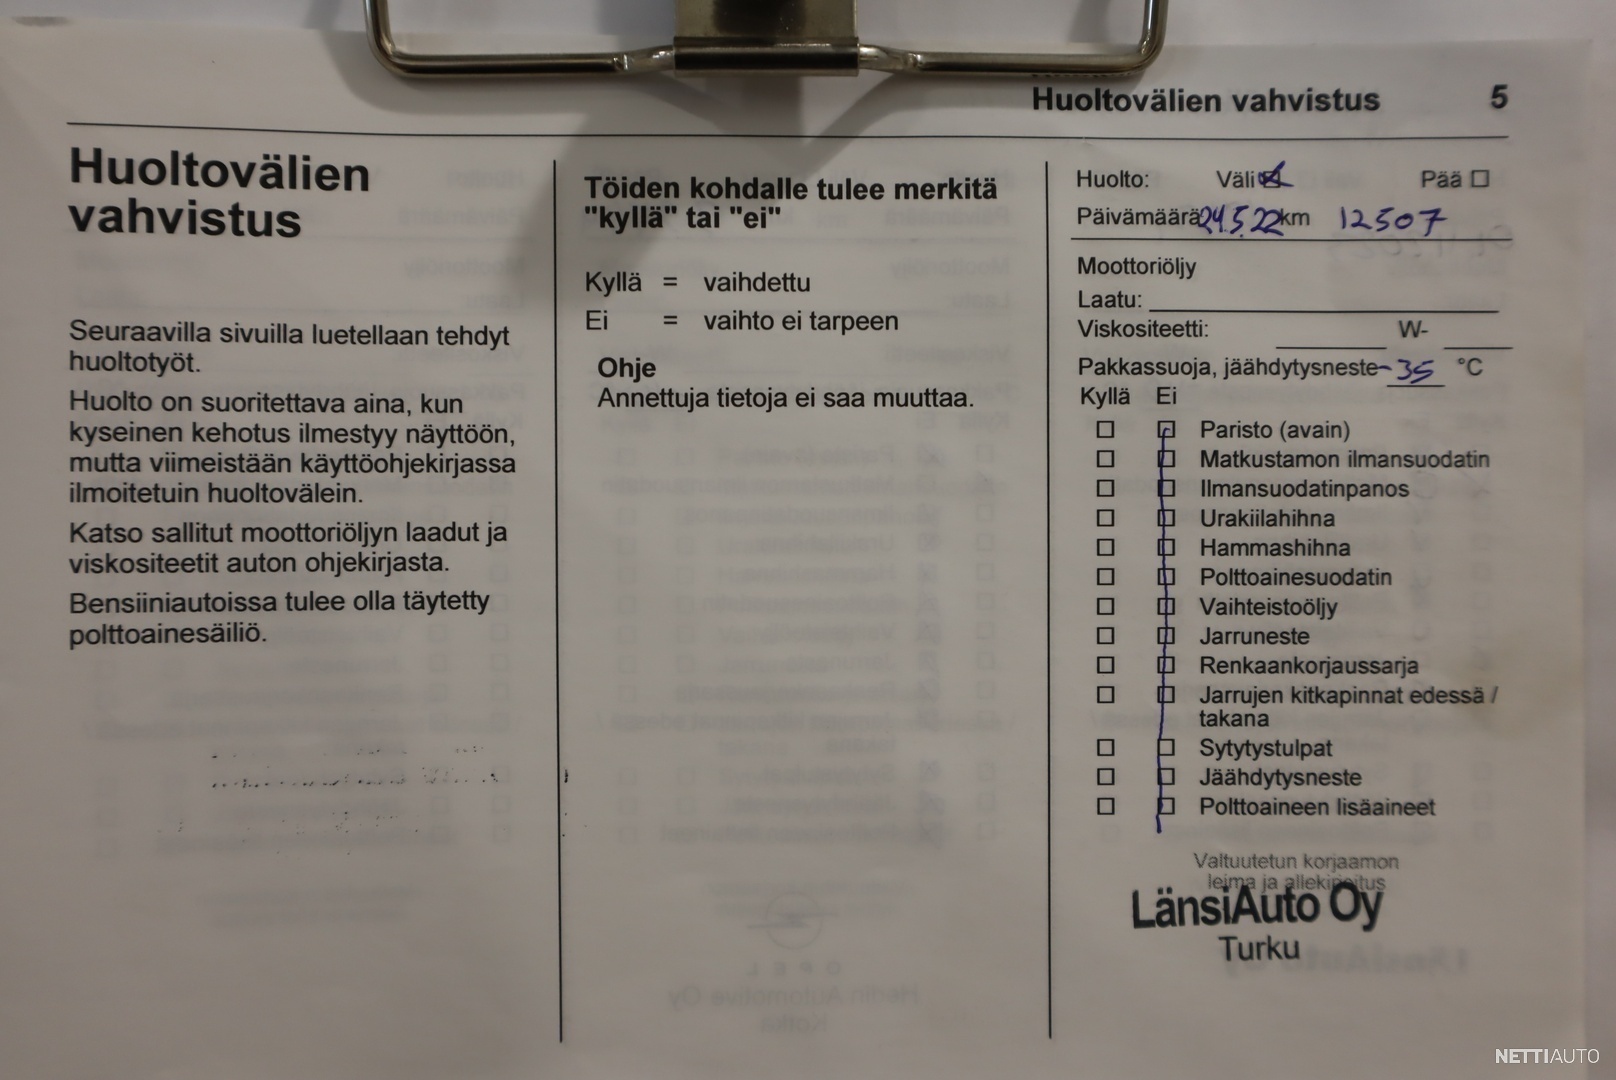 Huoltovälien vahvistus 5
Huoltovälien
vahvistus
Seuraavilla sivuilla luetellaan tehdyt
huoltotyöt.
Huolto on suoritettava aina, kun
kyseinen kehotus ilmestyy näyttöön,
mutta viimeistään käyttöohjekirjassa
ilmoitetuin huoltovälein.
Katso sallitut moottoriöljyn laadut ja
viskositeetit auton ohjekirjasta.
Bensiiniautoissa tulee olla täytetty
polttoainesäiliö.
Töiden kohdalle tulee merkitä
"kyllä" tai "ei"
Kyllä = vaihdettu
Ei = vaihto ei tarpeen
Ohje
Annettuja tietoja ei saa muuttaa.
Huolto: Väli Pää
Päivämäärä 24.5.22 km 12507
Moottoriöljy
Laatu:
Viskositeetti: W-
Pakkassuoja, jäähdytysneste -35 °C
Kyllä Ei
Paristo (avain)
Matkustamon ilmansuodatin
Ilmansuodatinpanos
Urakiilahihna
Hammashihna
Polttoainesuodatin
Vaihteistoöljy
Jarruneste
Renkaankorjaussarja
Jarrujen kitkapinnat edessä /
takana
Sytytystulpat
Jäähdytysneste
Polttoaineen lisäaineet
Valtuutetun korjaamon
leima ja allekirjoitus
LänsiAuto Oy
Turku
NETTIAUTO